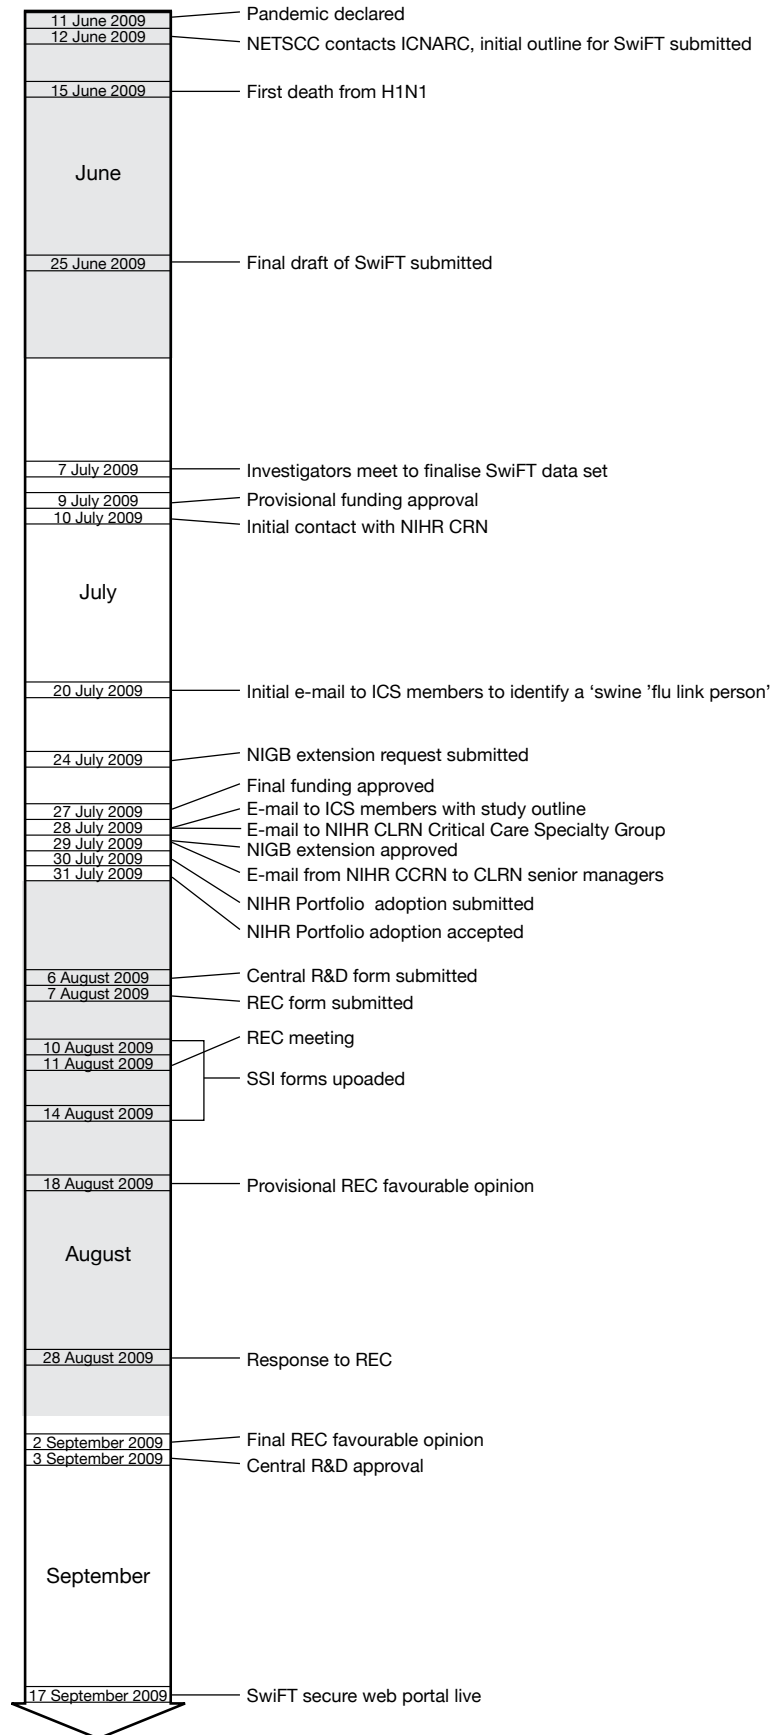 11 June 2009 Pandemic declared
12 June 2009 NETSCC contacts ICNARC, initial outline for SwiFT submitted
15 June 2009 First death from H1N1
June
25 June 2009 Final draft of SwiFT submitted
7 July 2009 Investigators meet to finalise SwiFT data set
9 July 2009 Provisional funding approval
10 July 2009 Initial contact with NIHR CRN
July
20 July 2009 Initial e-mail to ICS members to identify a ‘swine ’flu link person’
24 July 2009 NIGB extension request submitted
Final funding approved
27 July 2009 E-mail to ICS members with study outline
28 July 2009 E-mail to NIHR CLRN Critical Care Specialty Group
29 July 2009 NIGB extension approved
30 July 2009
31 July 2009 E-mail from NIHR CCRN to CLRN senior managers
NIHR Portfolio adoption submitted
NIHR Portfolio adoption accepted
6 August 2009 Central R&D form submitted
7 August 2009 REC form submitted
REC meeting
10 August 2009
11 August 2009
SSI forms upoaded
14 August 2009
18 August 2009 Provisional REC favourable opinion
August
28 August 2009 Response to REC
2 September 2009 Final REC favourable opinion
3 September 2009 Central R&D approval
September
17 September 2009 SwiFT secure web portal live